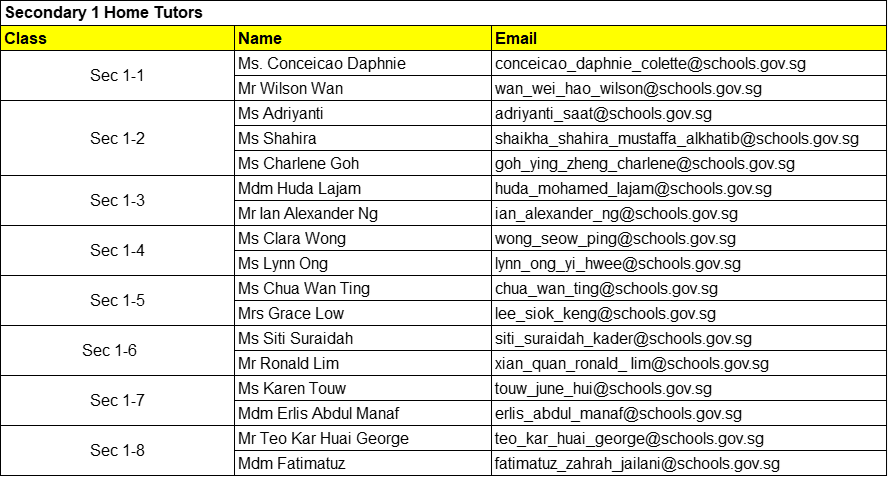 Secondary 1 Home Tutors
Class Name Email
Sec 1-1 Ms. Conceicao Daphnie conceicao_daphnie_colette@schools.gov.sg
Mr Wilson Wan wan_wei_hao_wilson@schools.gov.sg
Sec 1-2 Ms Adriyanti adriyanti_saat@schools.gov.sg
Ms Shahira shaikha_shahira_mustaffa_alkhatib@schools.gov.sg
Ms Charlene Goh goh_ying_zheng_charlene@schools.gov.sg
Sec 1-3 Mdm Huda Lajam huda_mohamed_lajam@schools.gov.sg
Mr Ian Alexander Ng ian_alexander_ng@schools.gov.sg
Sec 1-4 Ms Clara Wong wong_seow_ping@schools.gov.sg
Ms Lynn Ong lynn_ong_yi_hwee@schools.gov.sg
Sec 1-5 Ms Chua Wan Ting chua_wan_ting@schools.gov.sg
Mrs Grace Low lee_siok_keng@schools.gov.sg
Sec 1-6 Ms Siti Suraidah siti_suraidah_kader@schools.gov.sg
Mr Ronald Lim xian_quan_ronald_ lim@schools.gov.sg
Sec 1-7 Ms Karen Touw touw_june_hui@schools.gov.sg
Mdm Erlis Abdul Manaf erlis_abdul_manaf@schools.gov.sg
Sec 1-8 Mr Teo Kar Huai George teo_kar_huai_george@schools.gov.sg
Mdm Fatimatuz fatimatuz_zahrah_jailani@schools.gov.sg